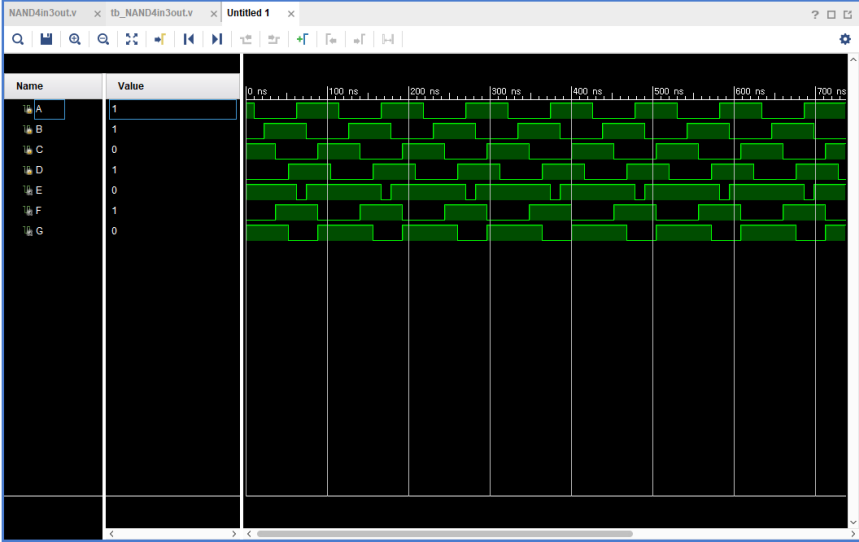 NAND4in3out.v × tb_NAND4in3out.v × Untitled 1 × ?
Name Value 0 ns 100 ns 200 ns 300 ns 400 ns 500 ns 600 ns 700 ns
A 1
B 1
C 0
D 1
E 0
F 1
G 0